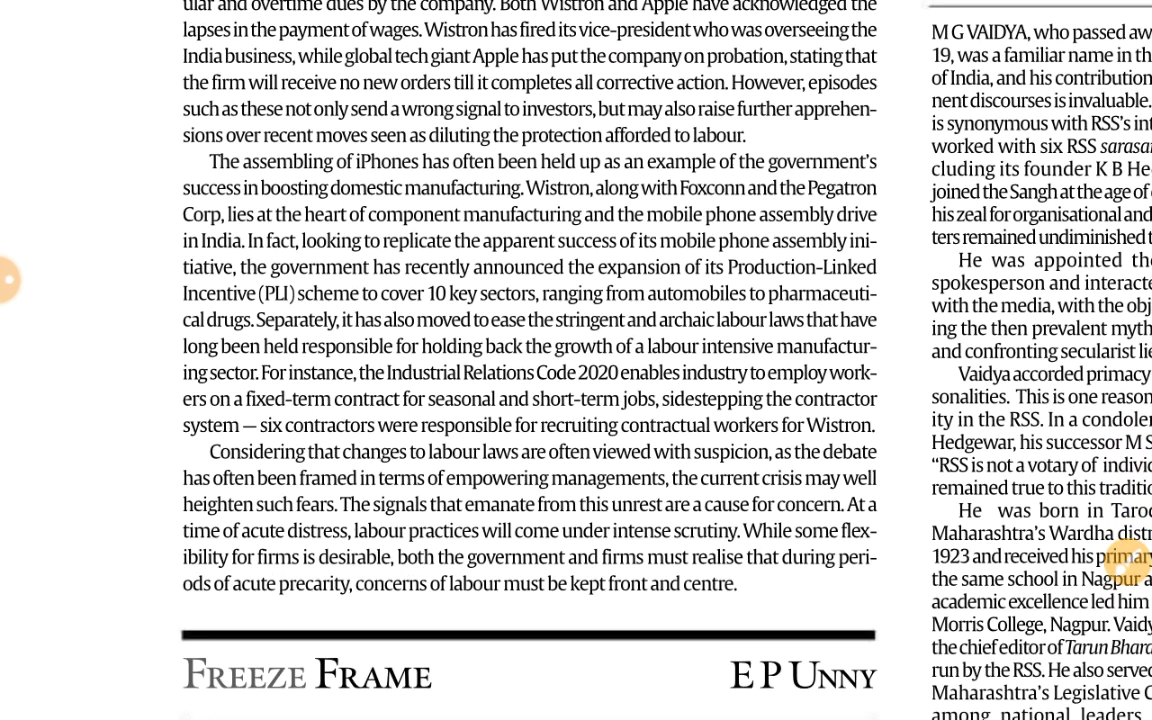 ular and overtime dues by the company. Both Wistron and Apple have acknowledged the
lapses in the payment of wages. Wistron has fired its vice-president who was overseeing the
India business, while global tech giant Apple has put the company on probation, stating that
the firm will receive no new orders till it completes all corrective action. However, episodes
such as these not only send a wrong signal to investors, but may also raise further apprehen-
sions over recent moves seen as diluting the protection afforded to labour.
The assembling of iPhones has often been held up as an example of the government's
success in boosting domestic manufacturing. Wistron, along with Foxconn and the Pegatron
Corp, lies at the heart of component manufacturing and the mobile phone assembly drive
in India. In fact, looking to replicate the apparent success of its mobile phone assembly ini-
tiative, the government has recently announced the expansion of its Production-Linked
Incentive (PLI) scheme to cover 10 key sectors, ranging from automobiles to pharmaceuti-
cal drugs. Separately, it has also moved to ease the stringent and archaic labour laws that have
long been held responsible for holding back the growth of a labour intensive manufactur-
ing sector. For instance, the Industrial Relations Code 2020 enables industry to employ work-
ers on a fixed-term contract for seasonal and short-term jobs, sidestepping the contractor
system — six contractors were responsible for recruiting contractual workers for Wistron.
Considering that changes to labour laws are often viewed with suspicion, as the debate
has often been framed in terms of empowering managements, the current crisis may well
heighten such fears. The signals that emanate from this unrest are a cause for concern. At a
time of acute distress, labour practices will come under intense scrutiny. While some flex-
ibility for firms is desirable, both the government and firms must realise that during peri-
ods of acute precarity, concerns of labour must be kept front and centre.
FREEZE FRAME
E P UNNY
M G VAIDYA, who passed aw
19, was a familiar name in th
of India, and his contribution
nent discourses is invaluable.
is synonymous with RSS's int
worked with six RSS sarasan
cluding its founder K B He
joined the Sangh at the age of
his zeal for organisational and
ters remained undiminished t
He was appointed the
spokesperson and interacte
with the media, with the obj
ing the then prevalent myth
and confronting secularist lie
Vaidya accorded primacy
sonalities. This is one reason
ity in the RSS. In a condolen
Hedgewar, his successor M S
"RSS is not a votary of individ
remained true to this traditio
He was born in Taroo
Maharashtra's Wardha distr
1923 and received his primary
the same school in Nagpur a
academic excellence led him
Morris College, Nagpur. Vaidy
the chief editor of Tarun Bhara
run by the RSS. He also served
Maharashtra's Legislative C
among national leaders